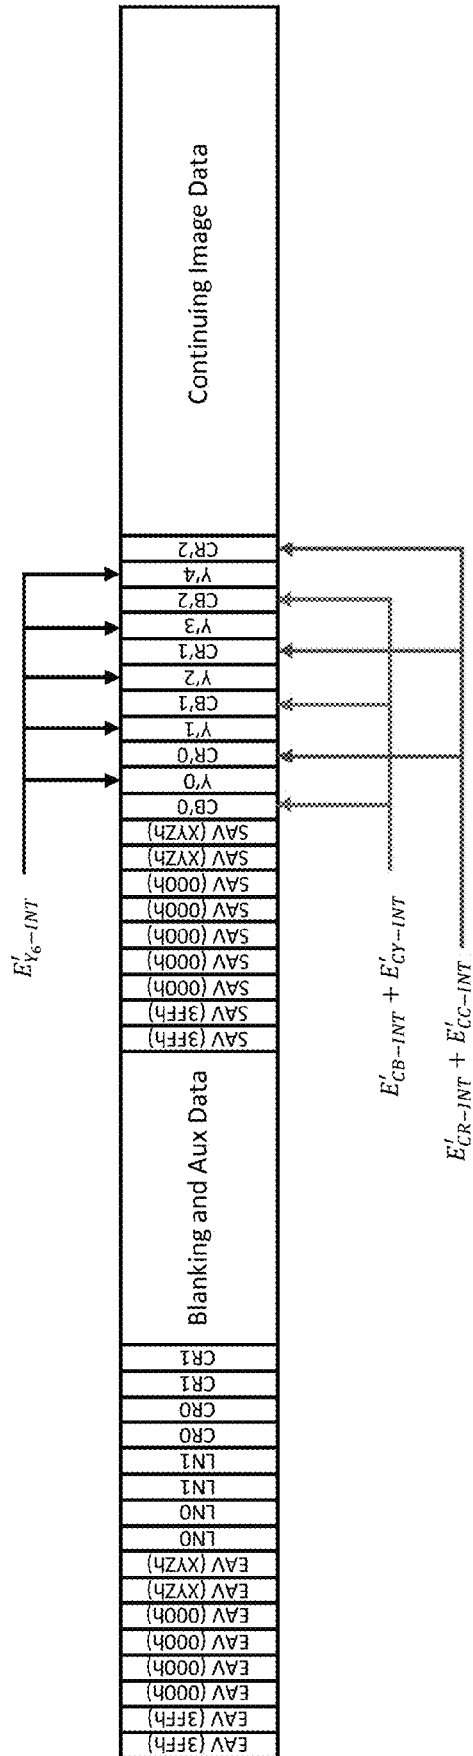 E'Y₆−INT
EAV (3FFh)
EAV (3FFh)
EAV (000h)
EAV (000h)
EAV (000h)
EAV (000h)
EAV (XYZh)
EAV (XYZh)
LN0
LN0
LN1
LN1
CR0
CR0
CR1
CR1
Blanking and Aux Data
SAV (3FFh)
SAV (3FFh)
SAV (000h)
SAV (000h)
SAV (000h)
SAV (000h)
SAV (000h)
SAV (XYZh)
SAV (XYZh)
CB'0
Y'0
CR'0
Y'1
CB'1
Y'2
CR'1
Y'3
CB'2
Y'4
CR'2
Continuing Image Data
E'CB−INT + E'CY−INT
E'CR−INT + E'CC−INT